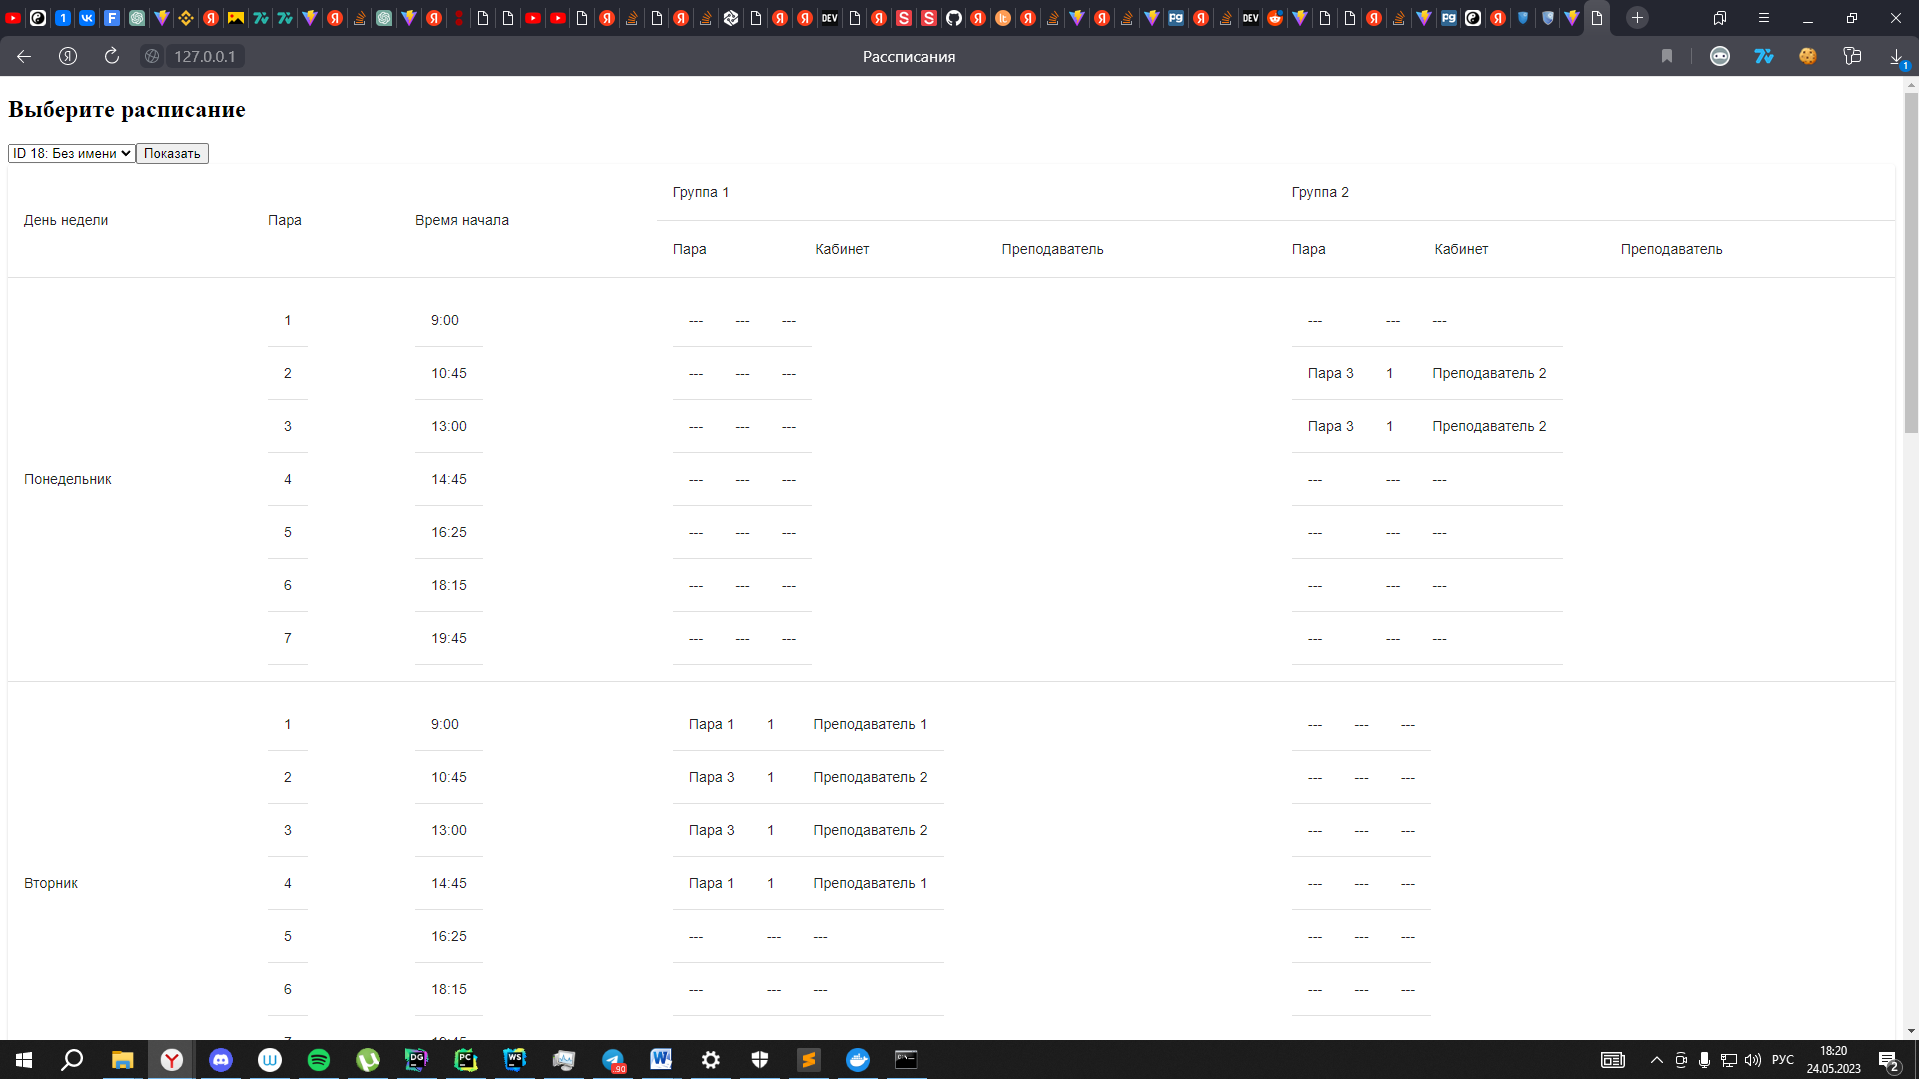 127.0.0.1
Рассписания
1
Выберите расписание
ID 18: Без имени Показать
Группа 1 Группа 2
День недели Пара Время начала
Пара Кабинет Преподаватель Пара Кабинет Преподаватель
1 9:00 --- --- --- --- --- ---
2 10:45 --- --- --- Пара 3 1 Преподаватель 2
3 13:00 --- --- --- Пара 3 1 Преподаватель 2
Понедельник 4 14:45 --- --- --- --- --- ---
5 16:25 --- --- --- --- --- ---
6 18:15 --- --- --- --- --- ---
7 19:45 --- --- --- --- --- ---
1 9:00 Пара 1 1 Преподаватель 1 --- --- ---
2 10:45 Пара 3 1 Преподаватель 2 --- --- ---
3 13:00 Пара 3 1 Преподаватель 2 --- --- ---
Вторник 4 14:45 Пара 1 1 Преподаватель 1 --- --- ---
5 16:25 --- --- --- --- --- ---
6 18:15 --- --- --- --- --- ---
РУС
18:20
24.05.2023
2